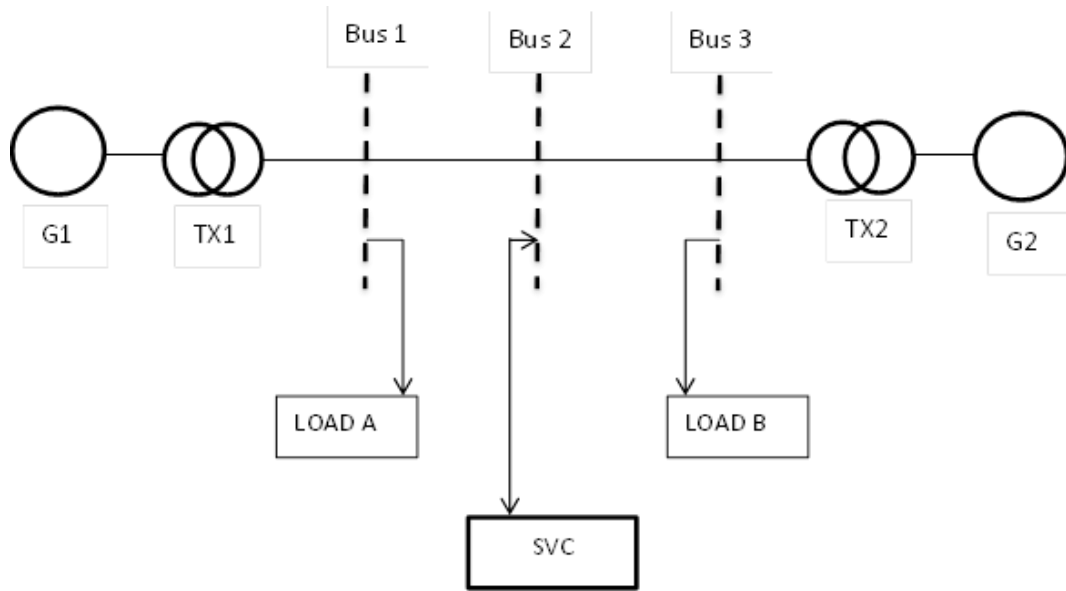 Bus 1
Bus 2
Bus 3
G1
TX1
TX2
G2
LOAD A
LOAD B
SVC